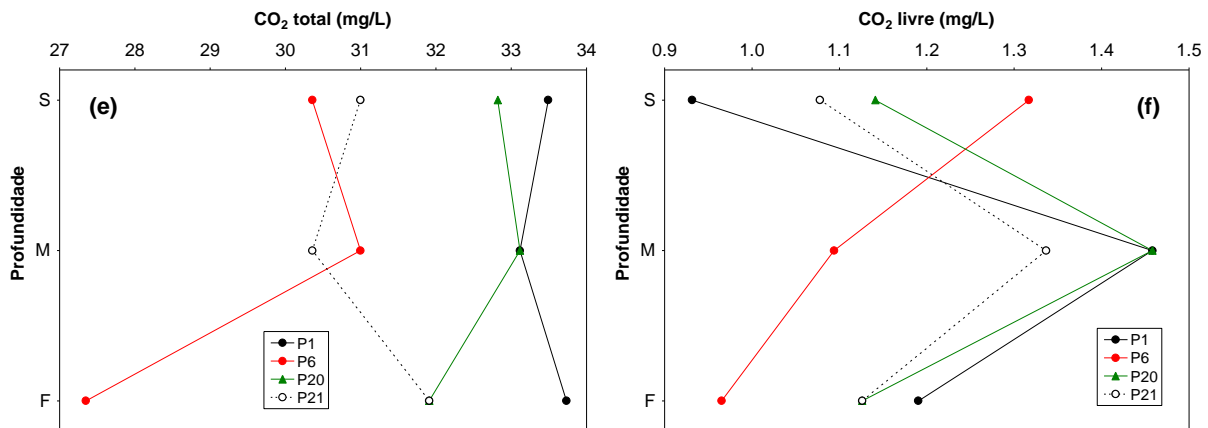 CO₂ total (mg/L)
27 28 29 30 31 32 33 34
(e)
Profundidade
S
M
F
P1
P6
P20
P21
CO₂ livre (mg/L)
0.9 1.0 1.1 1.2 1.3 1.4 1.5
(f)
Profundidade
S
M
F
P1
P6
P20
P21